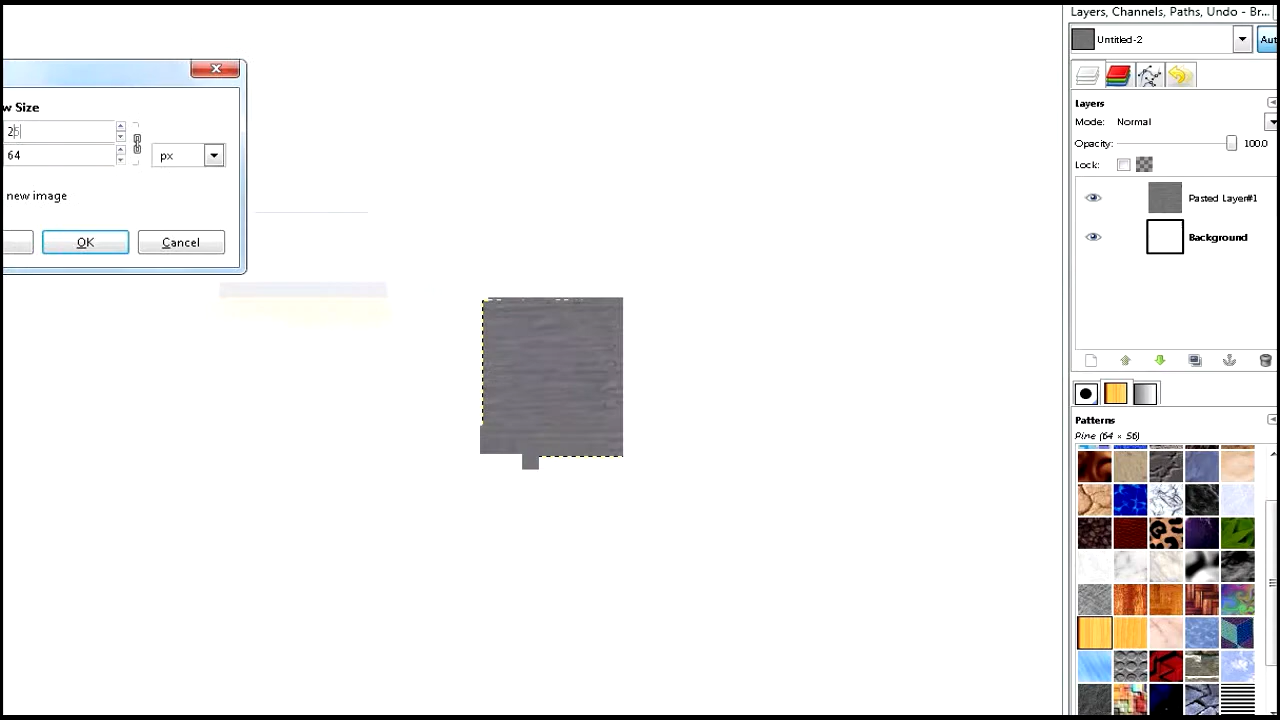 Layers, Channels, Paths, Undo - Br...
Untitled-2
Aut
Layers
Mode: Normal
Opacity: 100.0
Lock:
Pasted Layer#1
Background
Patterns
Pine (64 × 56)
w Size
64
px
new image
OK
Cancel